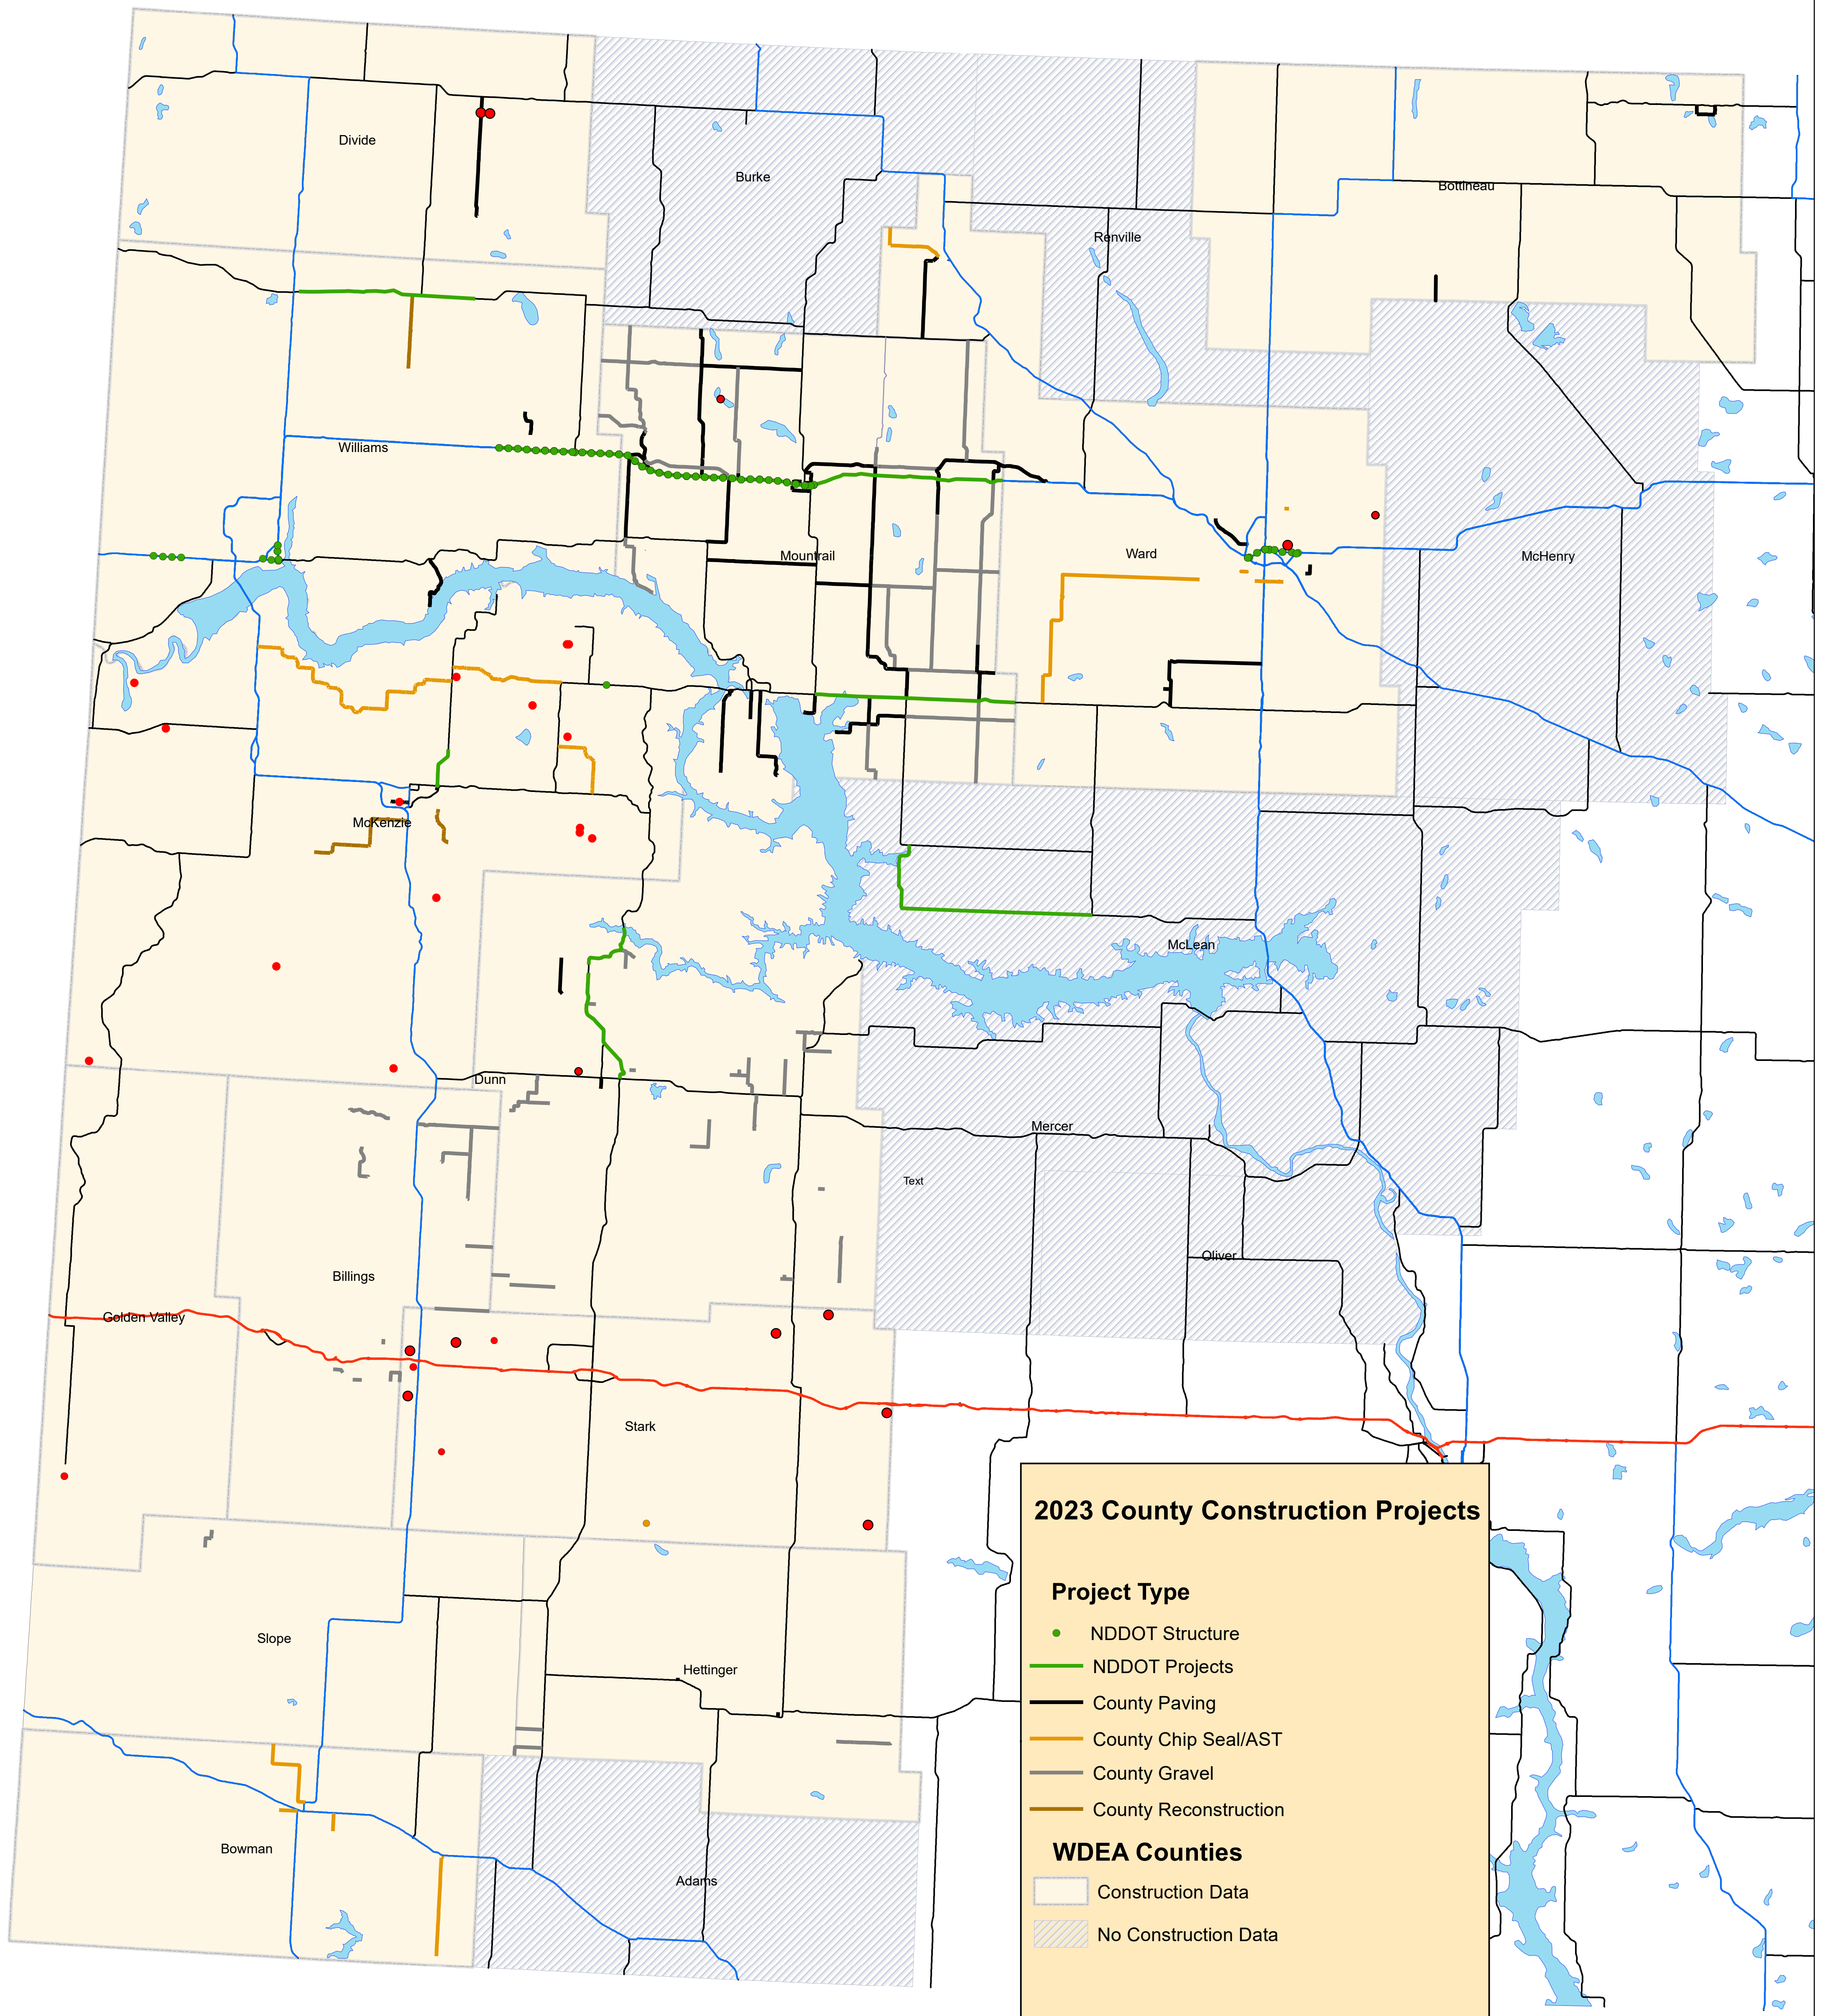 Divide
Burke
Bottineau
Renville
Williams
Mountrail
Ward
McHenry
McKenzie
McLean
Dunn
Mercer
Text
Oliver
Billings
Golden Valley
Stark
2023 County Construction Projects
Project Type
NDDOT Structure
NDDOT Projects
County Paving
County Chip Seal/AST
County Gravel
County Reconstruction
WDEA Counties
Construction Data
No Construction Data
Slope
Hettinger
Bowman
Adams